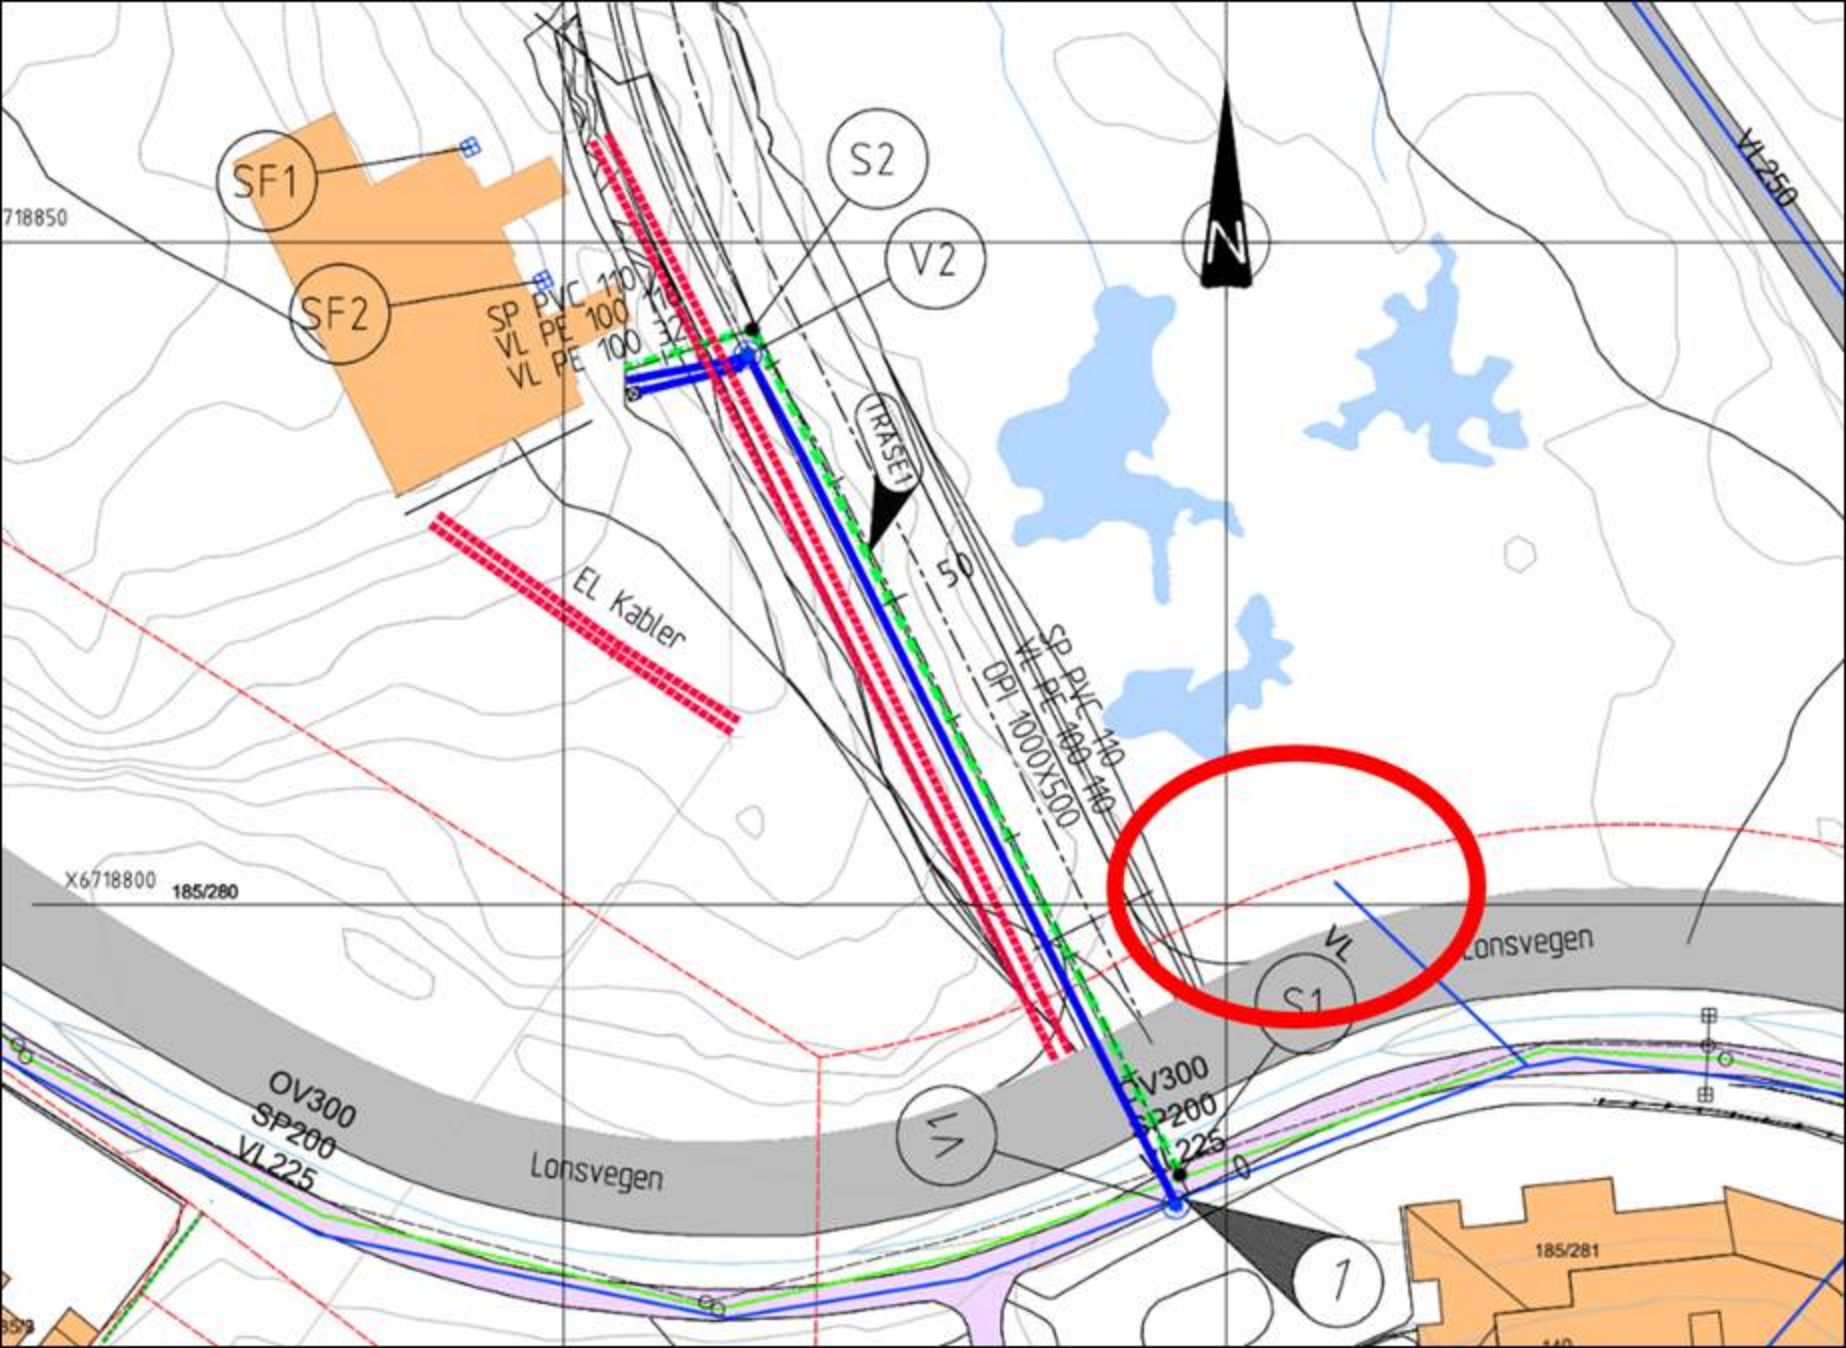 VL250
S2
SF1
718850
N
V2
SF2
SP PVC 110
VL PE 100 110
VL PE 100 32
TRASE1
50
EL Kabler
SP PVC 110
VL PE 100 110
OPI 1000X500
X6718800
185/280
VL
Lonsvegen
S1
OV300
SP200
VL225
OV300
SP200
225
V1
Lonsvegen
1
185/281